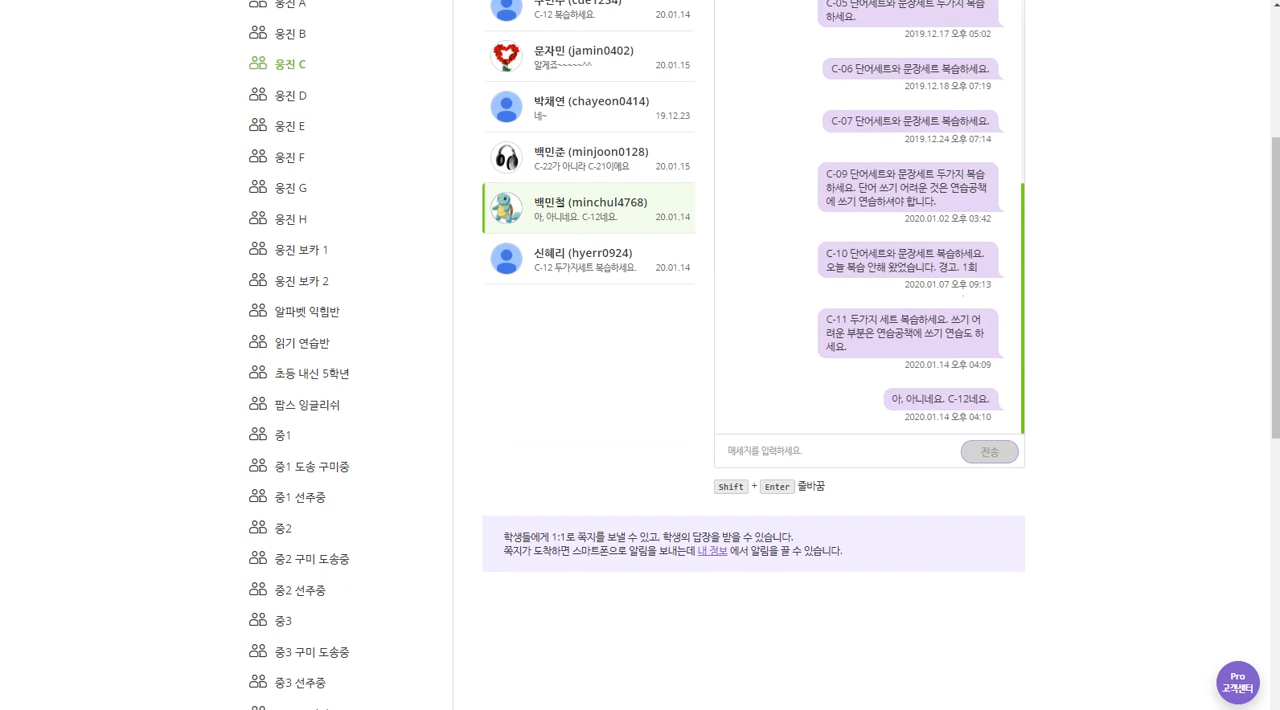 웅진 A
웅진 B
웅진 C
웅진 D
웅진 E
웅진 F
웅진 G
웅진 H
웅진 보카 1
웅진 보카 2
알파벳 익힘반
읽기 연습반
초등 내신 5학년
팝스 잉글리쉬
중1
중1 도송 구미중
중1 선주중
중2
중2 구미 도송중
중2 선주중
중3
중3 구미 도송중
중3 선주중
C-12 복습하세요. 20.01.14
문자민 (jamin0402)
알게죠~~~~~^^ 20.01.15
박채연 (chayeon0414)
네~ 19.12.23
백민준 (minjoon0128)
C-22가 아니라 C-21이에요 20.01.15
백민철 (minchul4768)
아, 아니네요. C-12네요. 20.01.14
신혜리 (hyerr0924)
C-12 두가지세트 복습하세요. 20.01.14
C-05 단어세트와 문장세트 두가지 복습
하세요.
2019.12.17 오후 05:02
C-06 단어세트와 문장세트 복습하세요.
2019.12.18 오후 07:19
C-07 단어세트와 문장세트 복습하세요.
2019.12.24 오후 07:14
C-09 단어세트와 문장세트 두가지 복습
하세요. 단어 쓰기 어려운 것은 연습공책
에 쓰기 연습하셔야 합니다.
2020.01.02 오후 03:42
C-10 단어세트와 문장세트 복습하세요.
오늘 복습 안해 왔었습니다. 경고. 1회
2020.01.07 오후 09:13
C-11 두가지 세트 복습하세요. 쓰기 어
려운 부분은 연습공책에 쓰기 연습도 하
세요.
2020.01.14 오후 04:09
아, 아니네요. C-12네요.
2020.01.14 오후 04:10
메세지를 입력하세요.
전송
Shift + Enter 줄바꿈
학생들에게 1:1로 쪽지를 보낼 수 있고, 학생의 답장을 받을 수 있습니다.
쪽지가 도착하면 스마트폰으로 알림을 보내는데 내 정보 에서 알림을 끌 수 있습니다.
Pro
고객센터